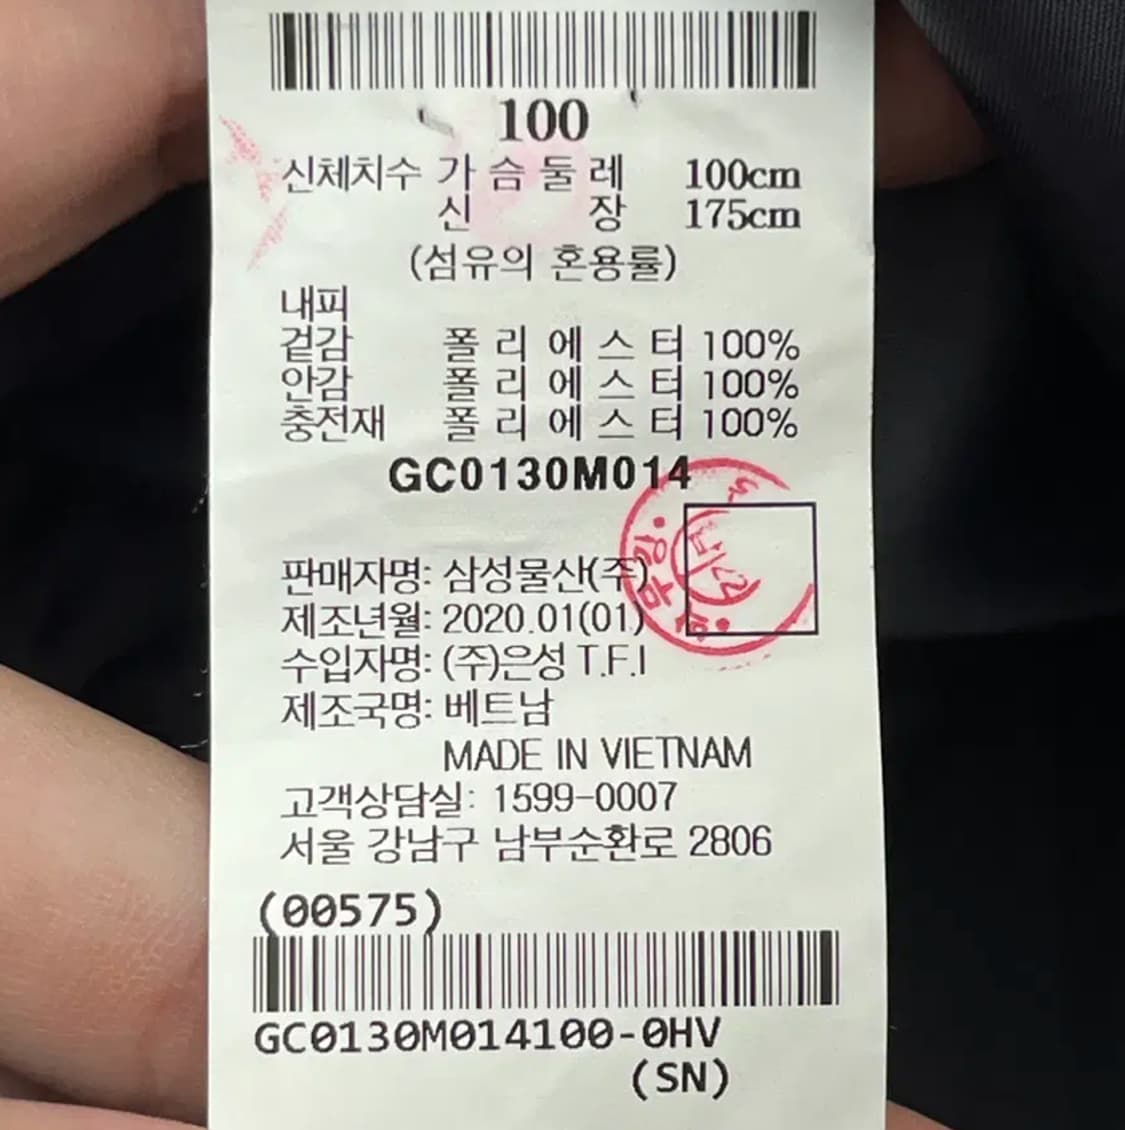 100
신체치수 가슴둘레 100cm
신장 175cm
(섬유의 혼용률)
내피
겉감 폴리에스터 100%
안감 폴리에스터 100%
충전재 폴리에스터 100%
GC0130M014
판매자명: 삼성물산(주)
제조년월: 2020.01(01)
수입자명: (주)은성 T.F.I
제조국명: 베트남
MADE IN VIETNAM
고객상담실: 1599-0007
서울 강남구 남부순환로 2806
(00575)
GC0130M014100-0HV
(SN)